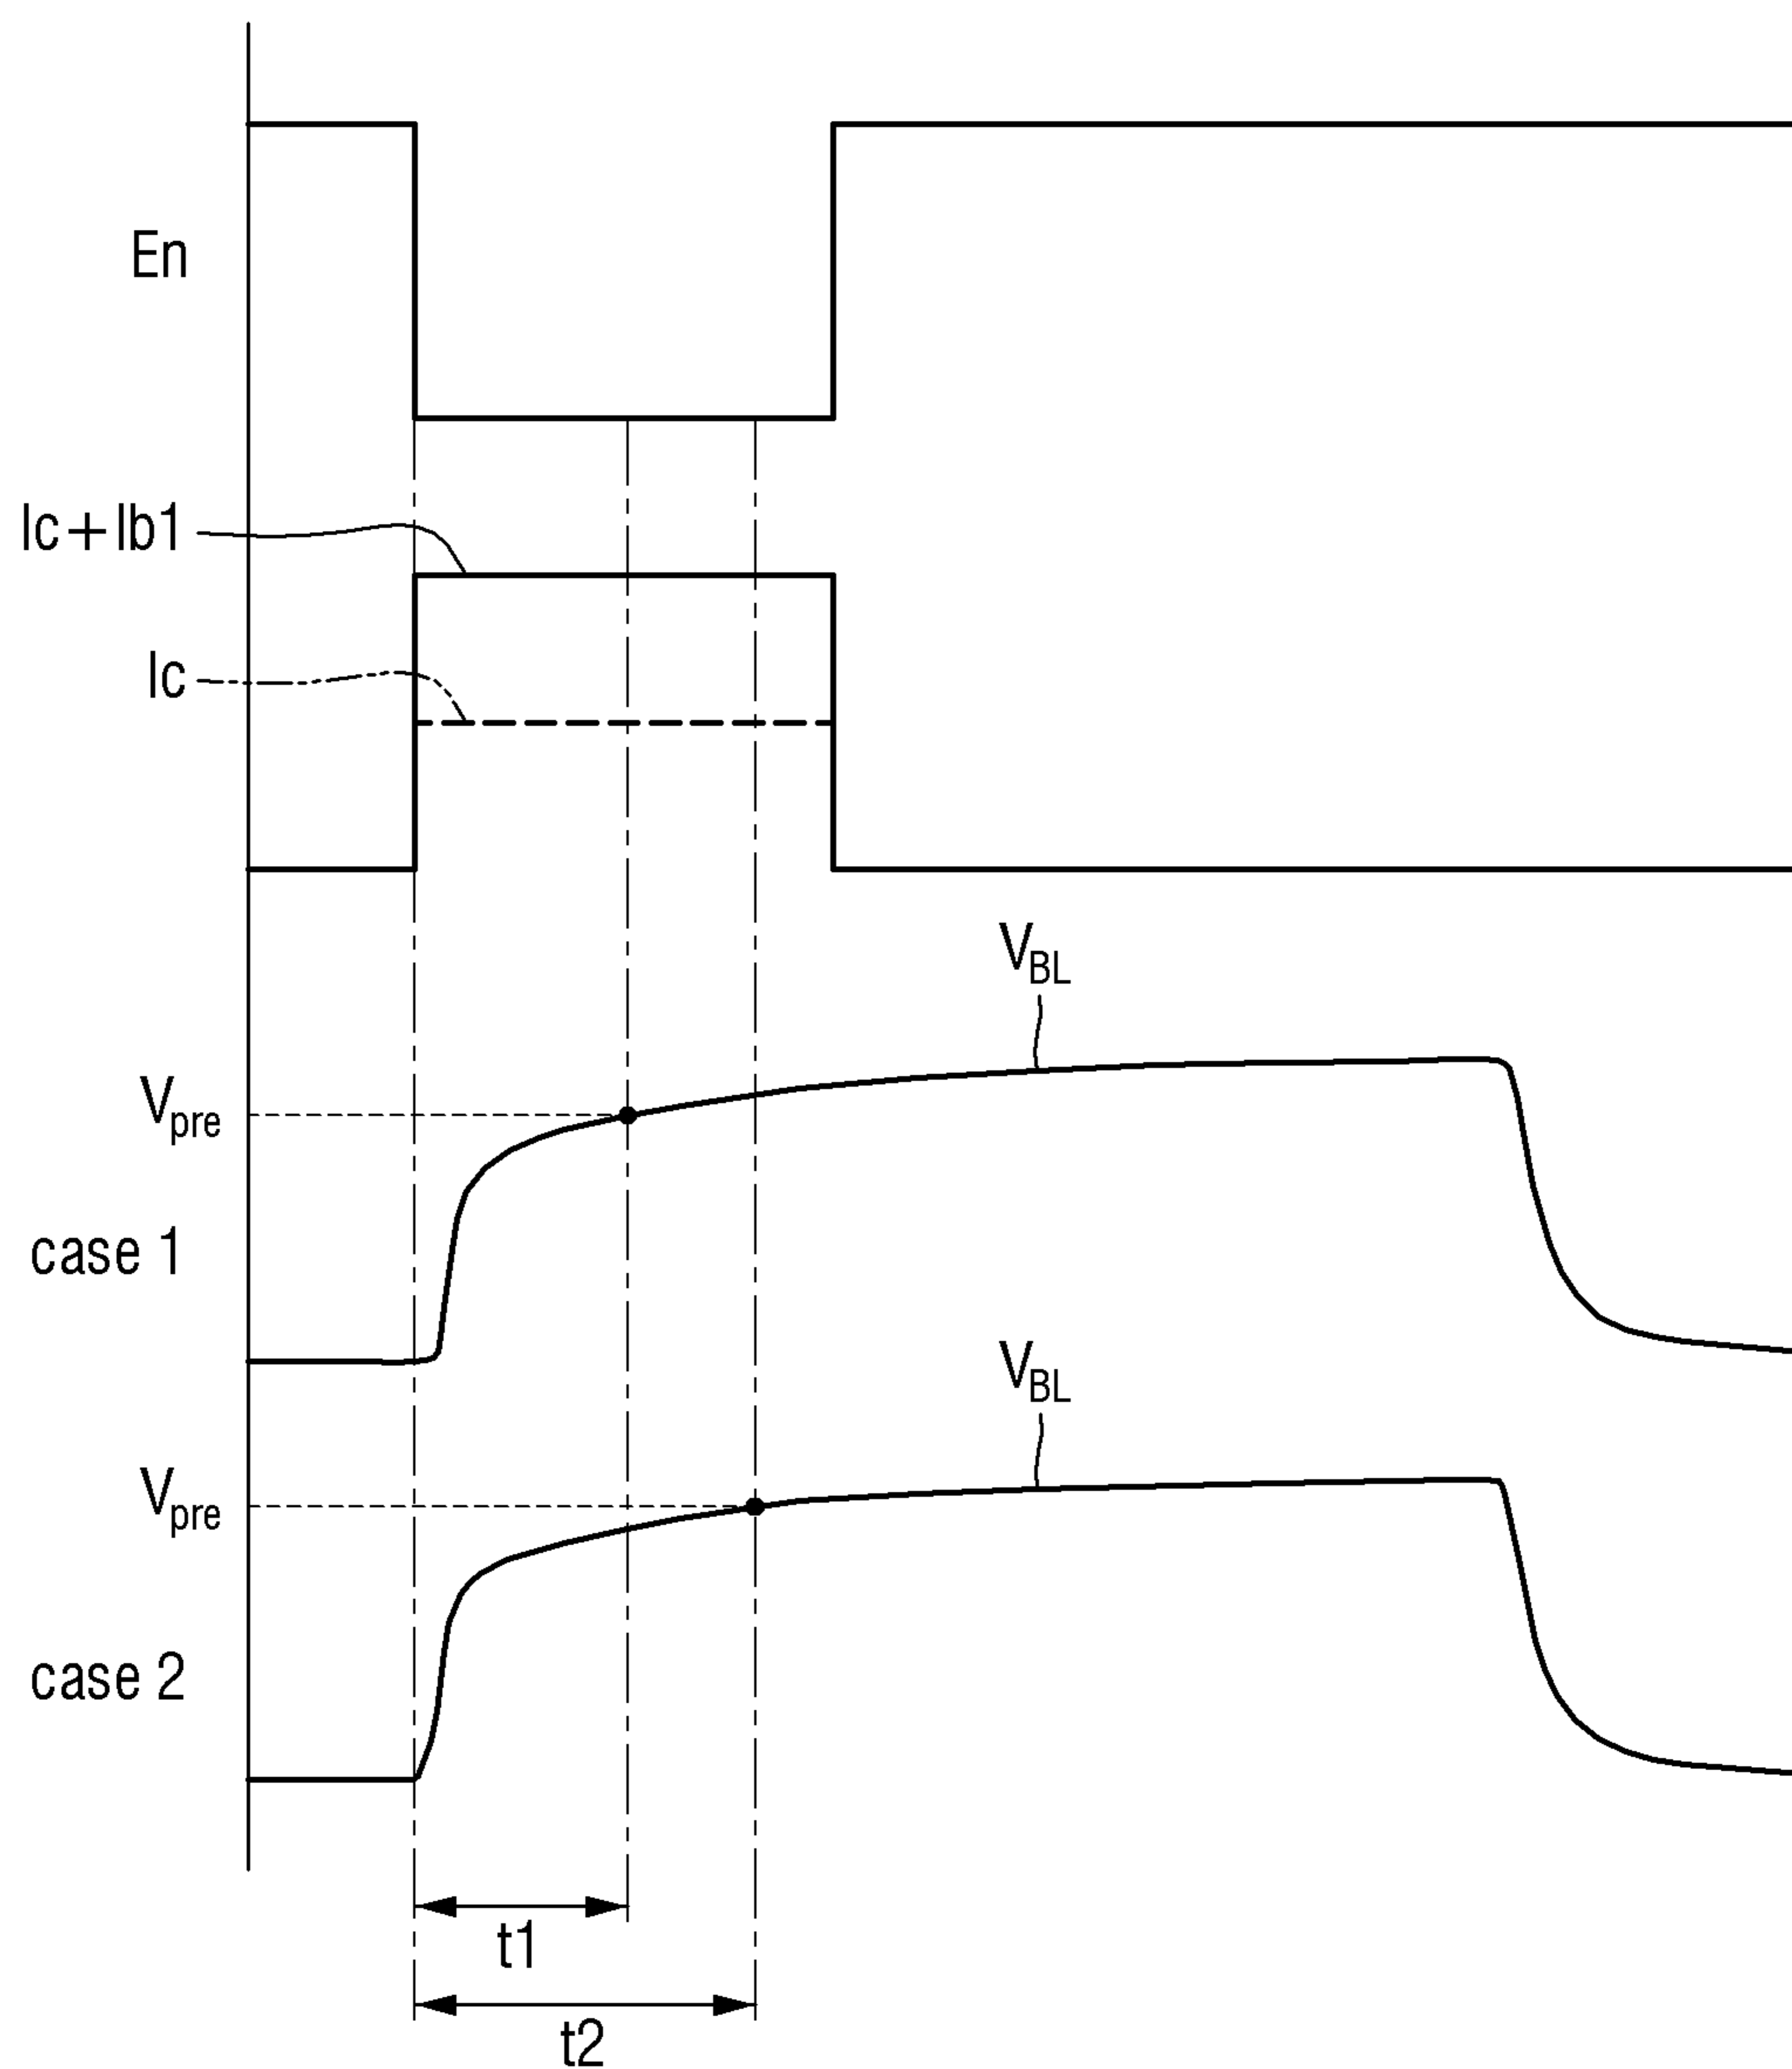 En
Ic+Ib1
Ic
VBL
Vpre
case 1
VBL
Vpre
case 2
t1
t2